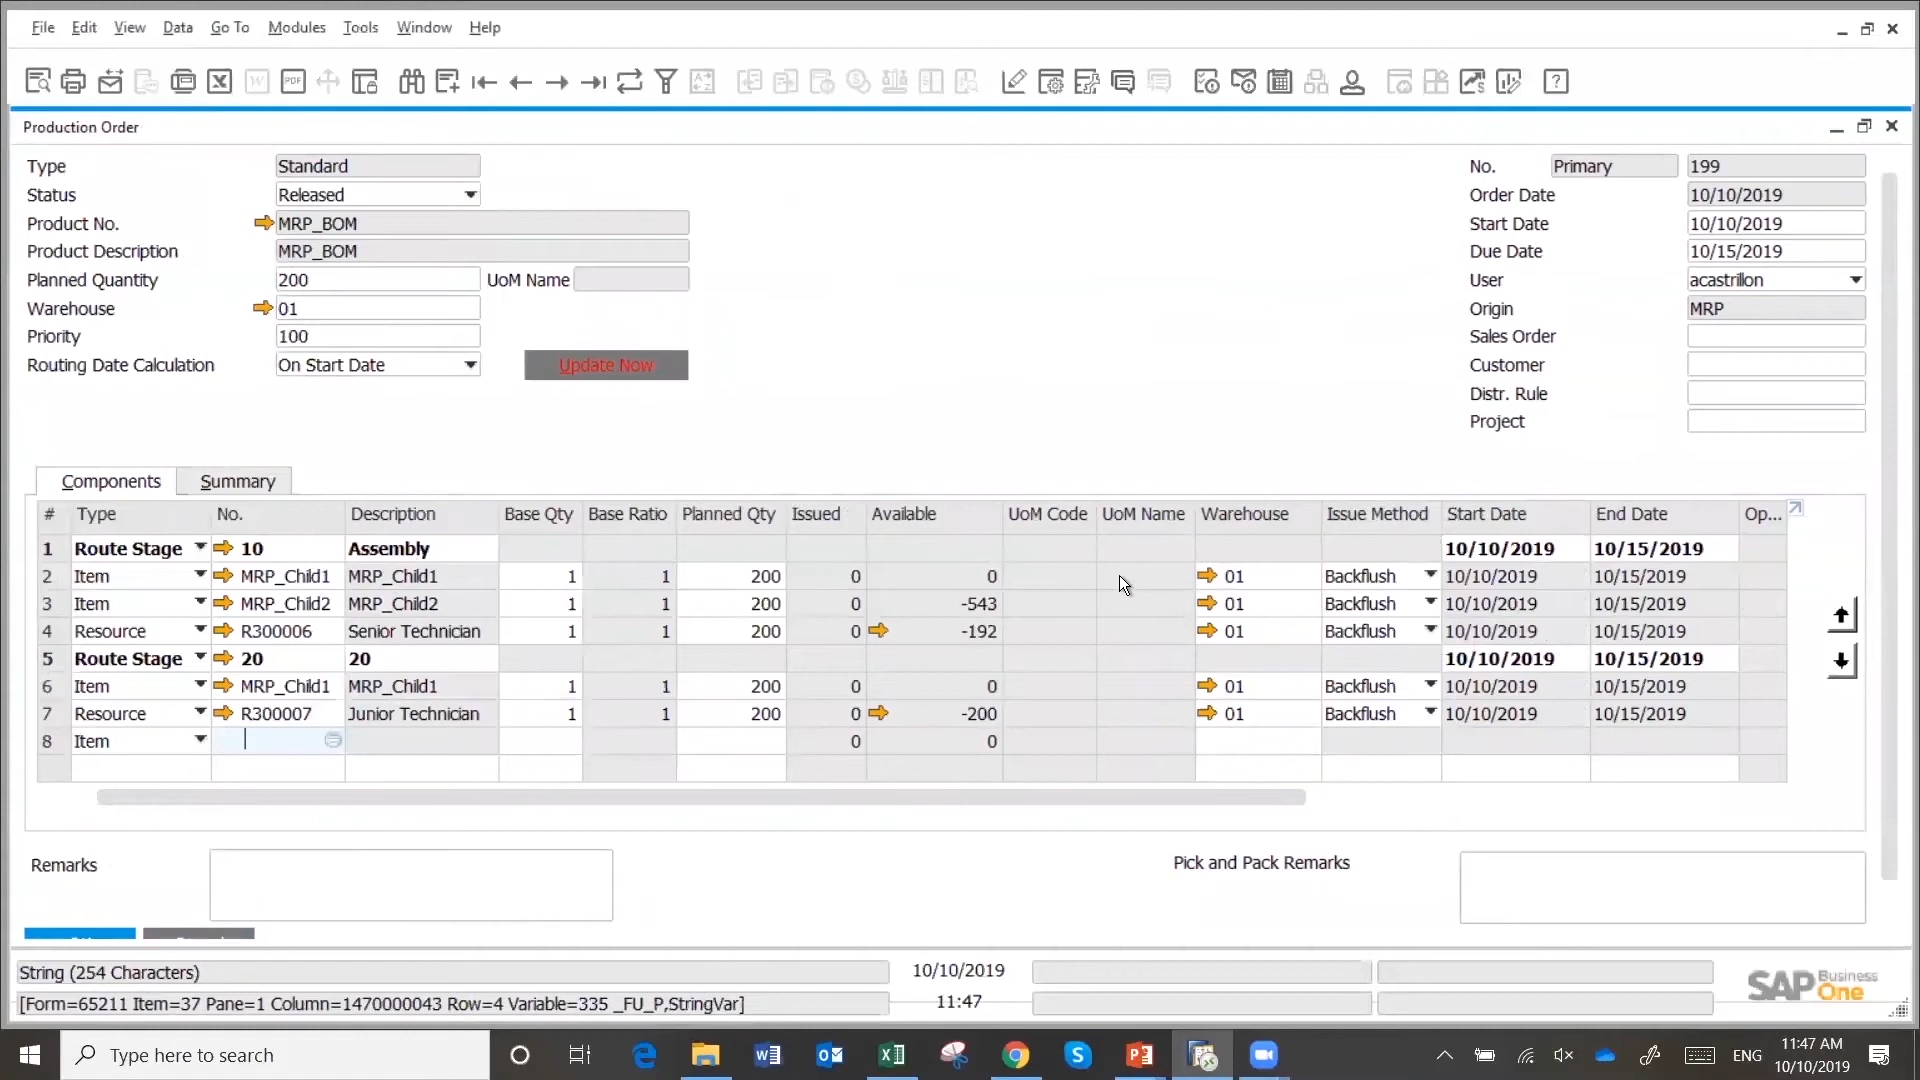 File Edit View Data Go To Modules Tools Window Help
Production Order
Type Standard
Status Released
Product No. MRP_BOM
Product Description MRP_BOM
Planned Quantity 200 UoM Name
Warehouse 01
Priority 100
Routing Date Calculation On Start Date Update Now
No. Primary 199
Order Date 10/10/2019
Start Date 10/10/2019
Due Date 10/15/2019
User acastrillon
Origin MRP
Sales Order
Customer
Distr. Rule
Project
Components Summary
# Type No. Description Base Qty Base Ratio Planned Qty Issued Available UoM Code UoM Name Warehouse Issue Method Start Date End Date Op...
1 Route Stage 10 Assembly 10/10/2019 10/15/2019
2 Item MRP_Child1 MRP_Child1 1 1 200 0 0 01 Backflush 10/10/2019 10/15/2019
3 Item MRP_Child2 MRP_Child2 1 1 200 0 -543 01 Backflush 10/10/2019 10/15/2019
4 Resource R300006 Senior Technician 1 1 200 0 -192 01 Backflush 10/10/2019 10/15/2019
5 Route Stage 20 20 10/10/2019 10/15/2019
6 Item MRP_Child1 MRP_Child1 1 1 200 0 0 01 Backflush 10/10/2019 10/15/2019
7 Resource R300007 Junior Technician 1 1 200 0 -200 01 Backflush 10/10/2019 10/15/2019
8 Item 0 0
Remarks Pick and Pack Remarks
String (254 Characters) 10/10/2019
[Form=65211 Item=37 Pane=1 Column=1470000043 Row=4 Variable=335 _FU_P,StringVar] 11:47
SAP Business One
Type here to search
ENG 11:47 AM
10/10/2019